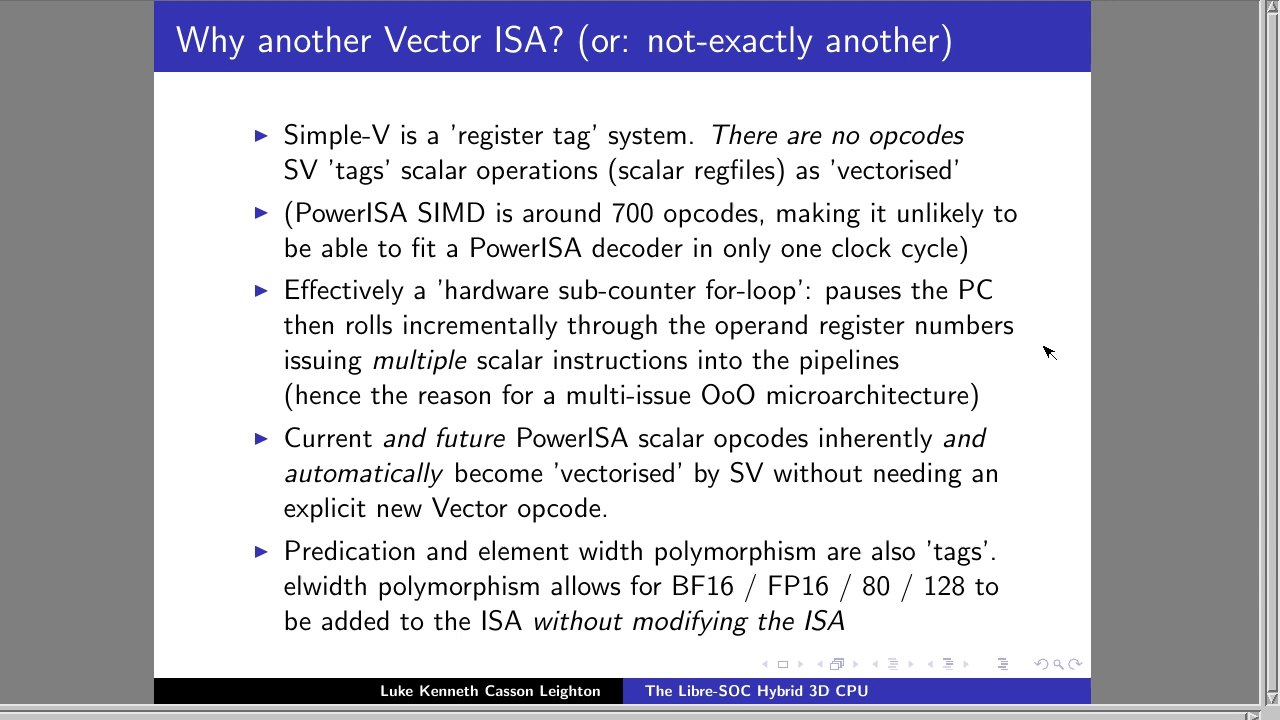 Why another Vector ISA? (or: not-exactly another)
Simple-V is a 'register tag' system. There are no opcodes
SV 'tags' scalar operations (scalar regfiles) as 'vectorised'
(PowerISA SIMD is around 700 opcodes, making it unlikely to
be able to fit a PowerISA decoder in only one clock cycle)
Effectively a 'hardware sub-counter for-loop': pauses the PC
then rolls incrementally through the operand register numbers
issuing multiple scalar instructions into the pipelines
(hence the reason for a multi-issue OoO microarchitecture)
Current and future PowerISA scalar opcodes inherently and
automatically become 'vectorised' by SV without needing an
explicit new Vector opcode.
Predication and element width polymorphism are also 'tags'.
elwidth polymorphism allows for BF16 / FP16 / 80 / 128 to
be added to the ISA without modifying the ISA
Luke Kenneth Casson Leighton
The Libre-SOC Hybrid 3D CPU